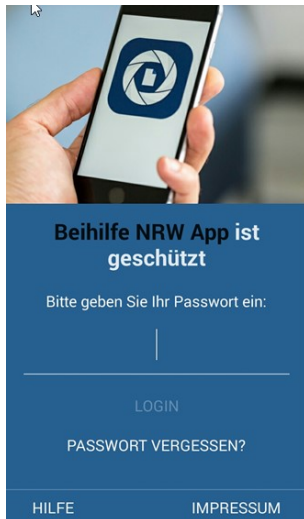 Beihilfe NRW App ist
geschützt
Bitte geben Sie Ihr Passwort ein:
LOGIN
PASSWORT VERGESSEN?
HILFE
IMPRESSUM